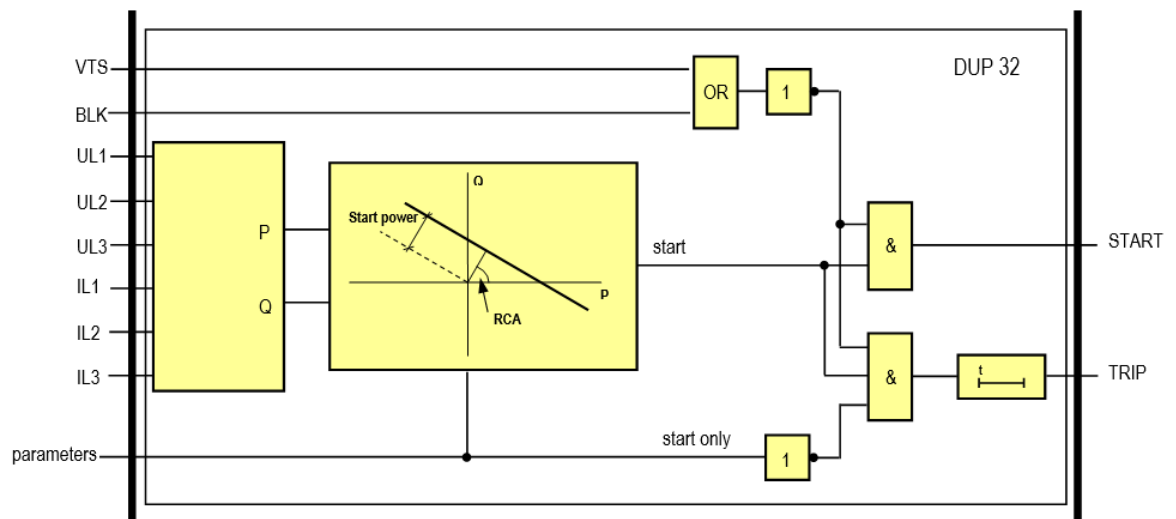 VTS
OR
1
DUP 32
BLK
UL1
UL2
UL3
IL1
IL2
IL3
P
Q
Q
Start power
P
RCA
start
&
START
&
t
TRIP
parameters
start only
1